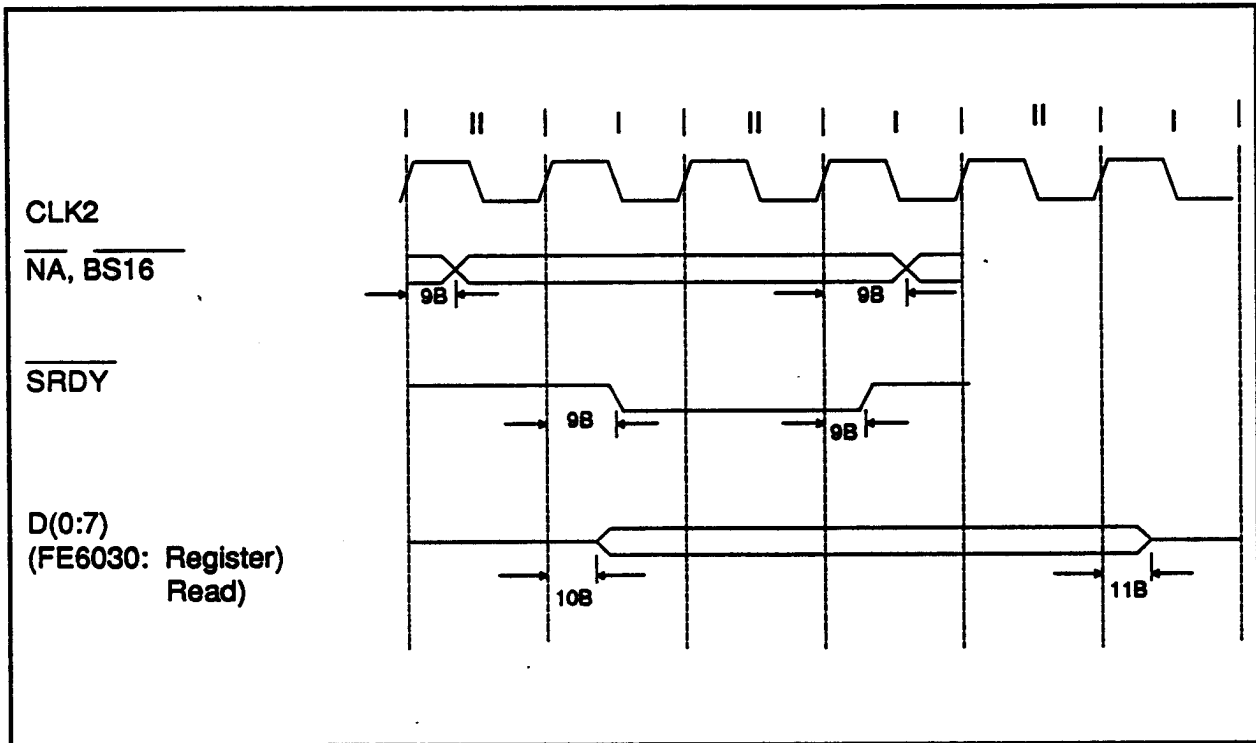 II I II I II I
CLK2
NA, BS16
9B 9B
SRDY
9B 9B
D(0:7)
(FE6030: Register)
Read)
10B 11B